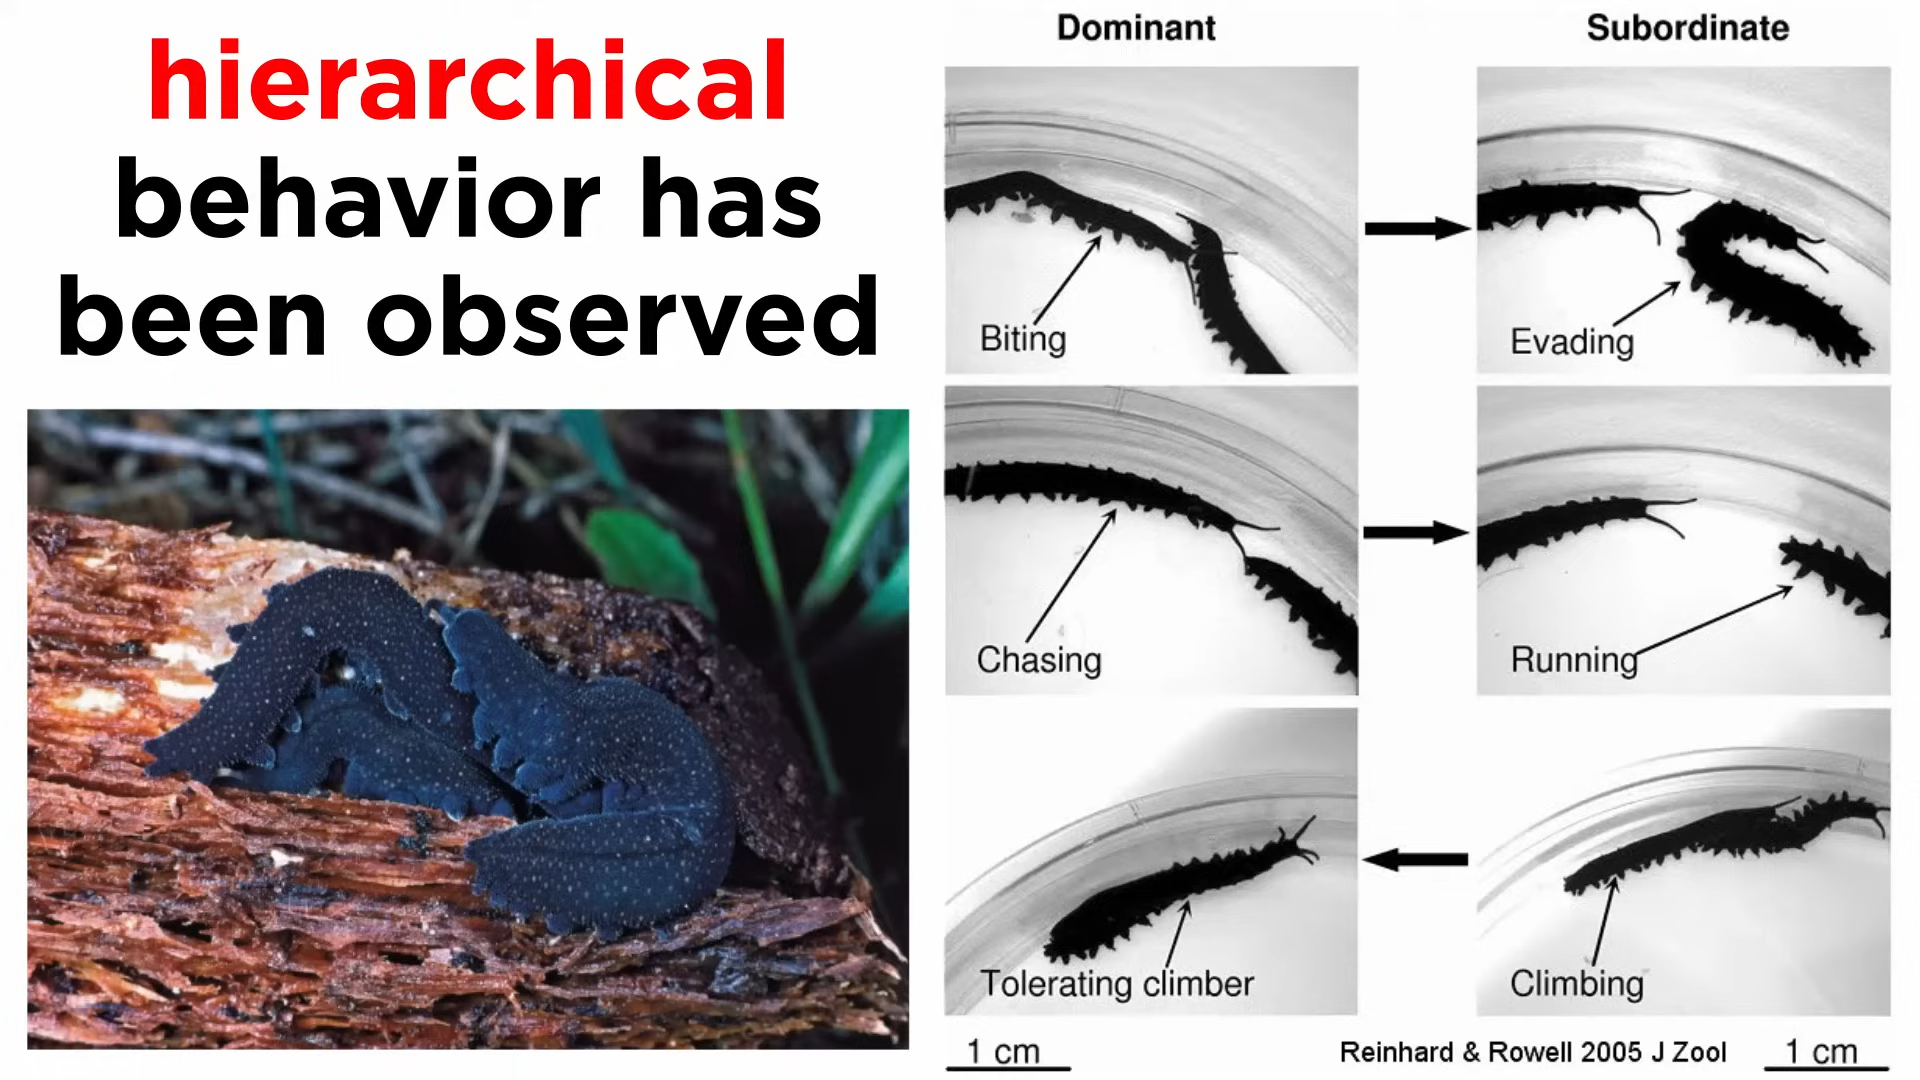 hierarchical
behavior has
been observed
Dominant
Subordinate
Biting
Evading
Chasing
Running
Tolerating climber
Climbing
1 cm
Reinhard & Rowell 2005 J Zool
1 cm